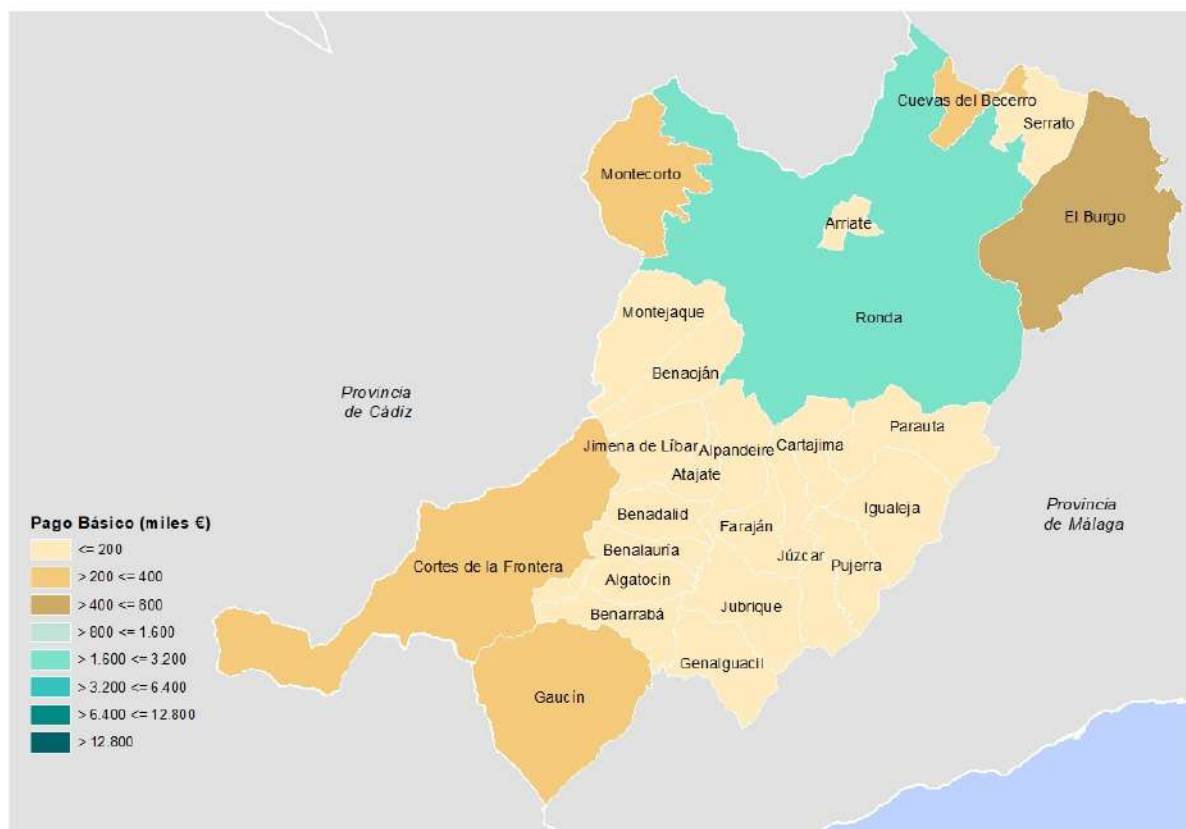 Cuevas del Becerro
Serrato
Montecorto
El Burgo
Arriate
Montejaque
Ronda
Benaoján
Provincia
de Cádiz
Parauta
Jimena de Líbar
Alpandeire
Cartajima
Atajate
Igualeja
Provincia
de Málaga
Benadalid
Faraján
Benalauría
Júzcar
Pujerra
Cortes de la Frontera
Algatocin
Jubrique
Benarrabá
Genalguacil
Gaucín
Pago Básico (miles €)
<= 200
> 200 <= 400
> 400 <= 800
> 800 <= 1.600
> 1.600 <= 3.200
> 3.200 <= 6.400
> 6.400 <= 12.800
> 12.800